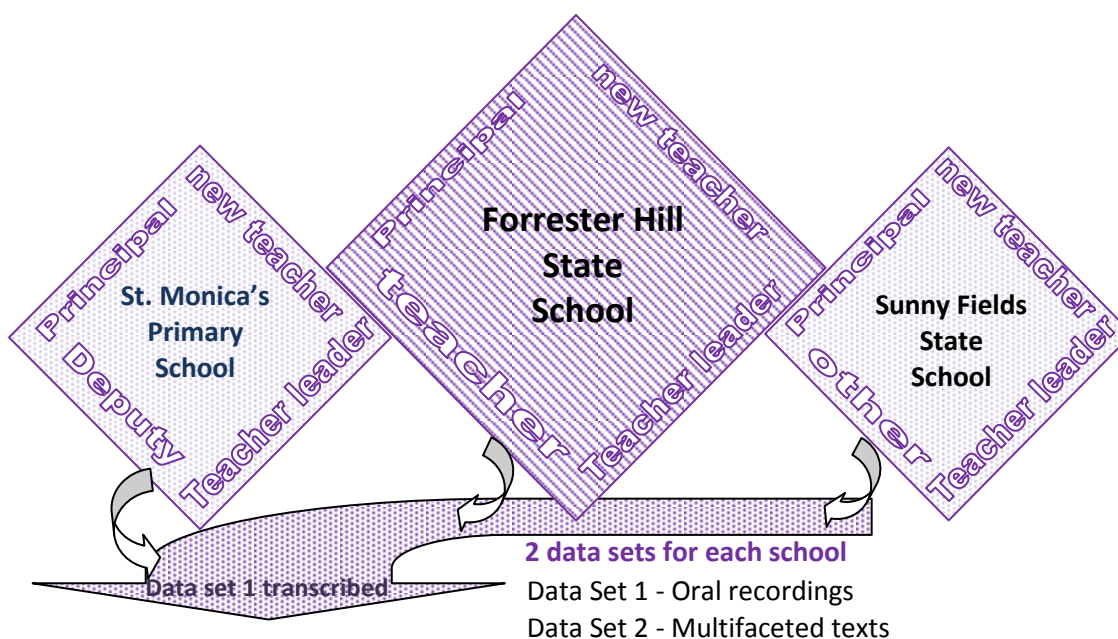 Principal
new teacher
St. Monica's
Primary
School
Deputy
Teacher leader
Principal
new teacher
Forrester Hill
State
School
teacher
Teacher leader
Principal
new teacher
Sunny Fields
State
School
other
Teacher leader
Data set 1 transcribed
2 data sets for each school
Data Set 1 - Oral recordings
Data Set 2 - Multifaceted texts